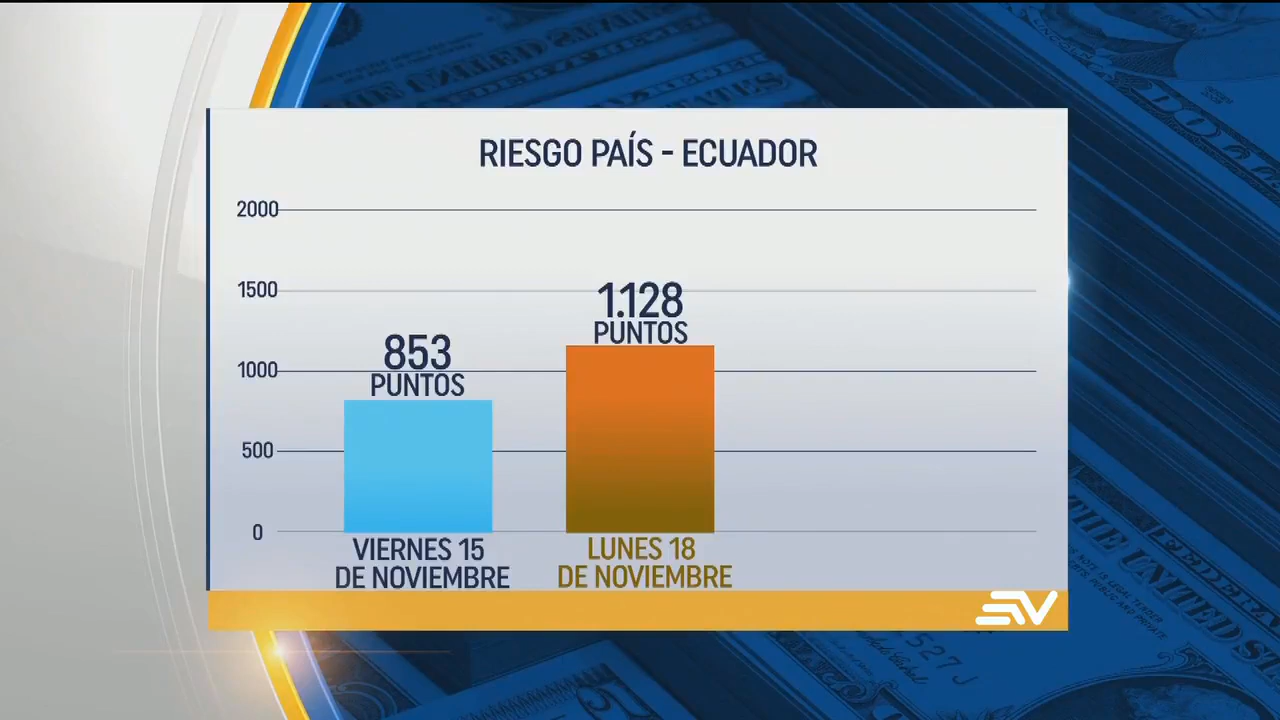 RIESGO PAÍS - ECUADOR
2000
1500
1.128
PUNTOS
853
PUNTOS
1000
500
0
VIERNES 15
DE NOVIEMBRE
LUNES 18
DE NOVIEMBRE